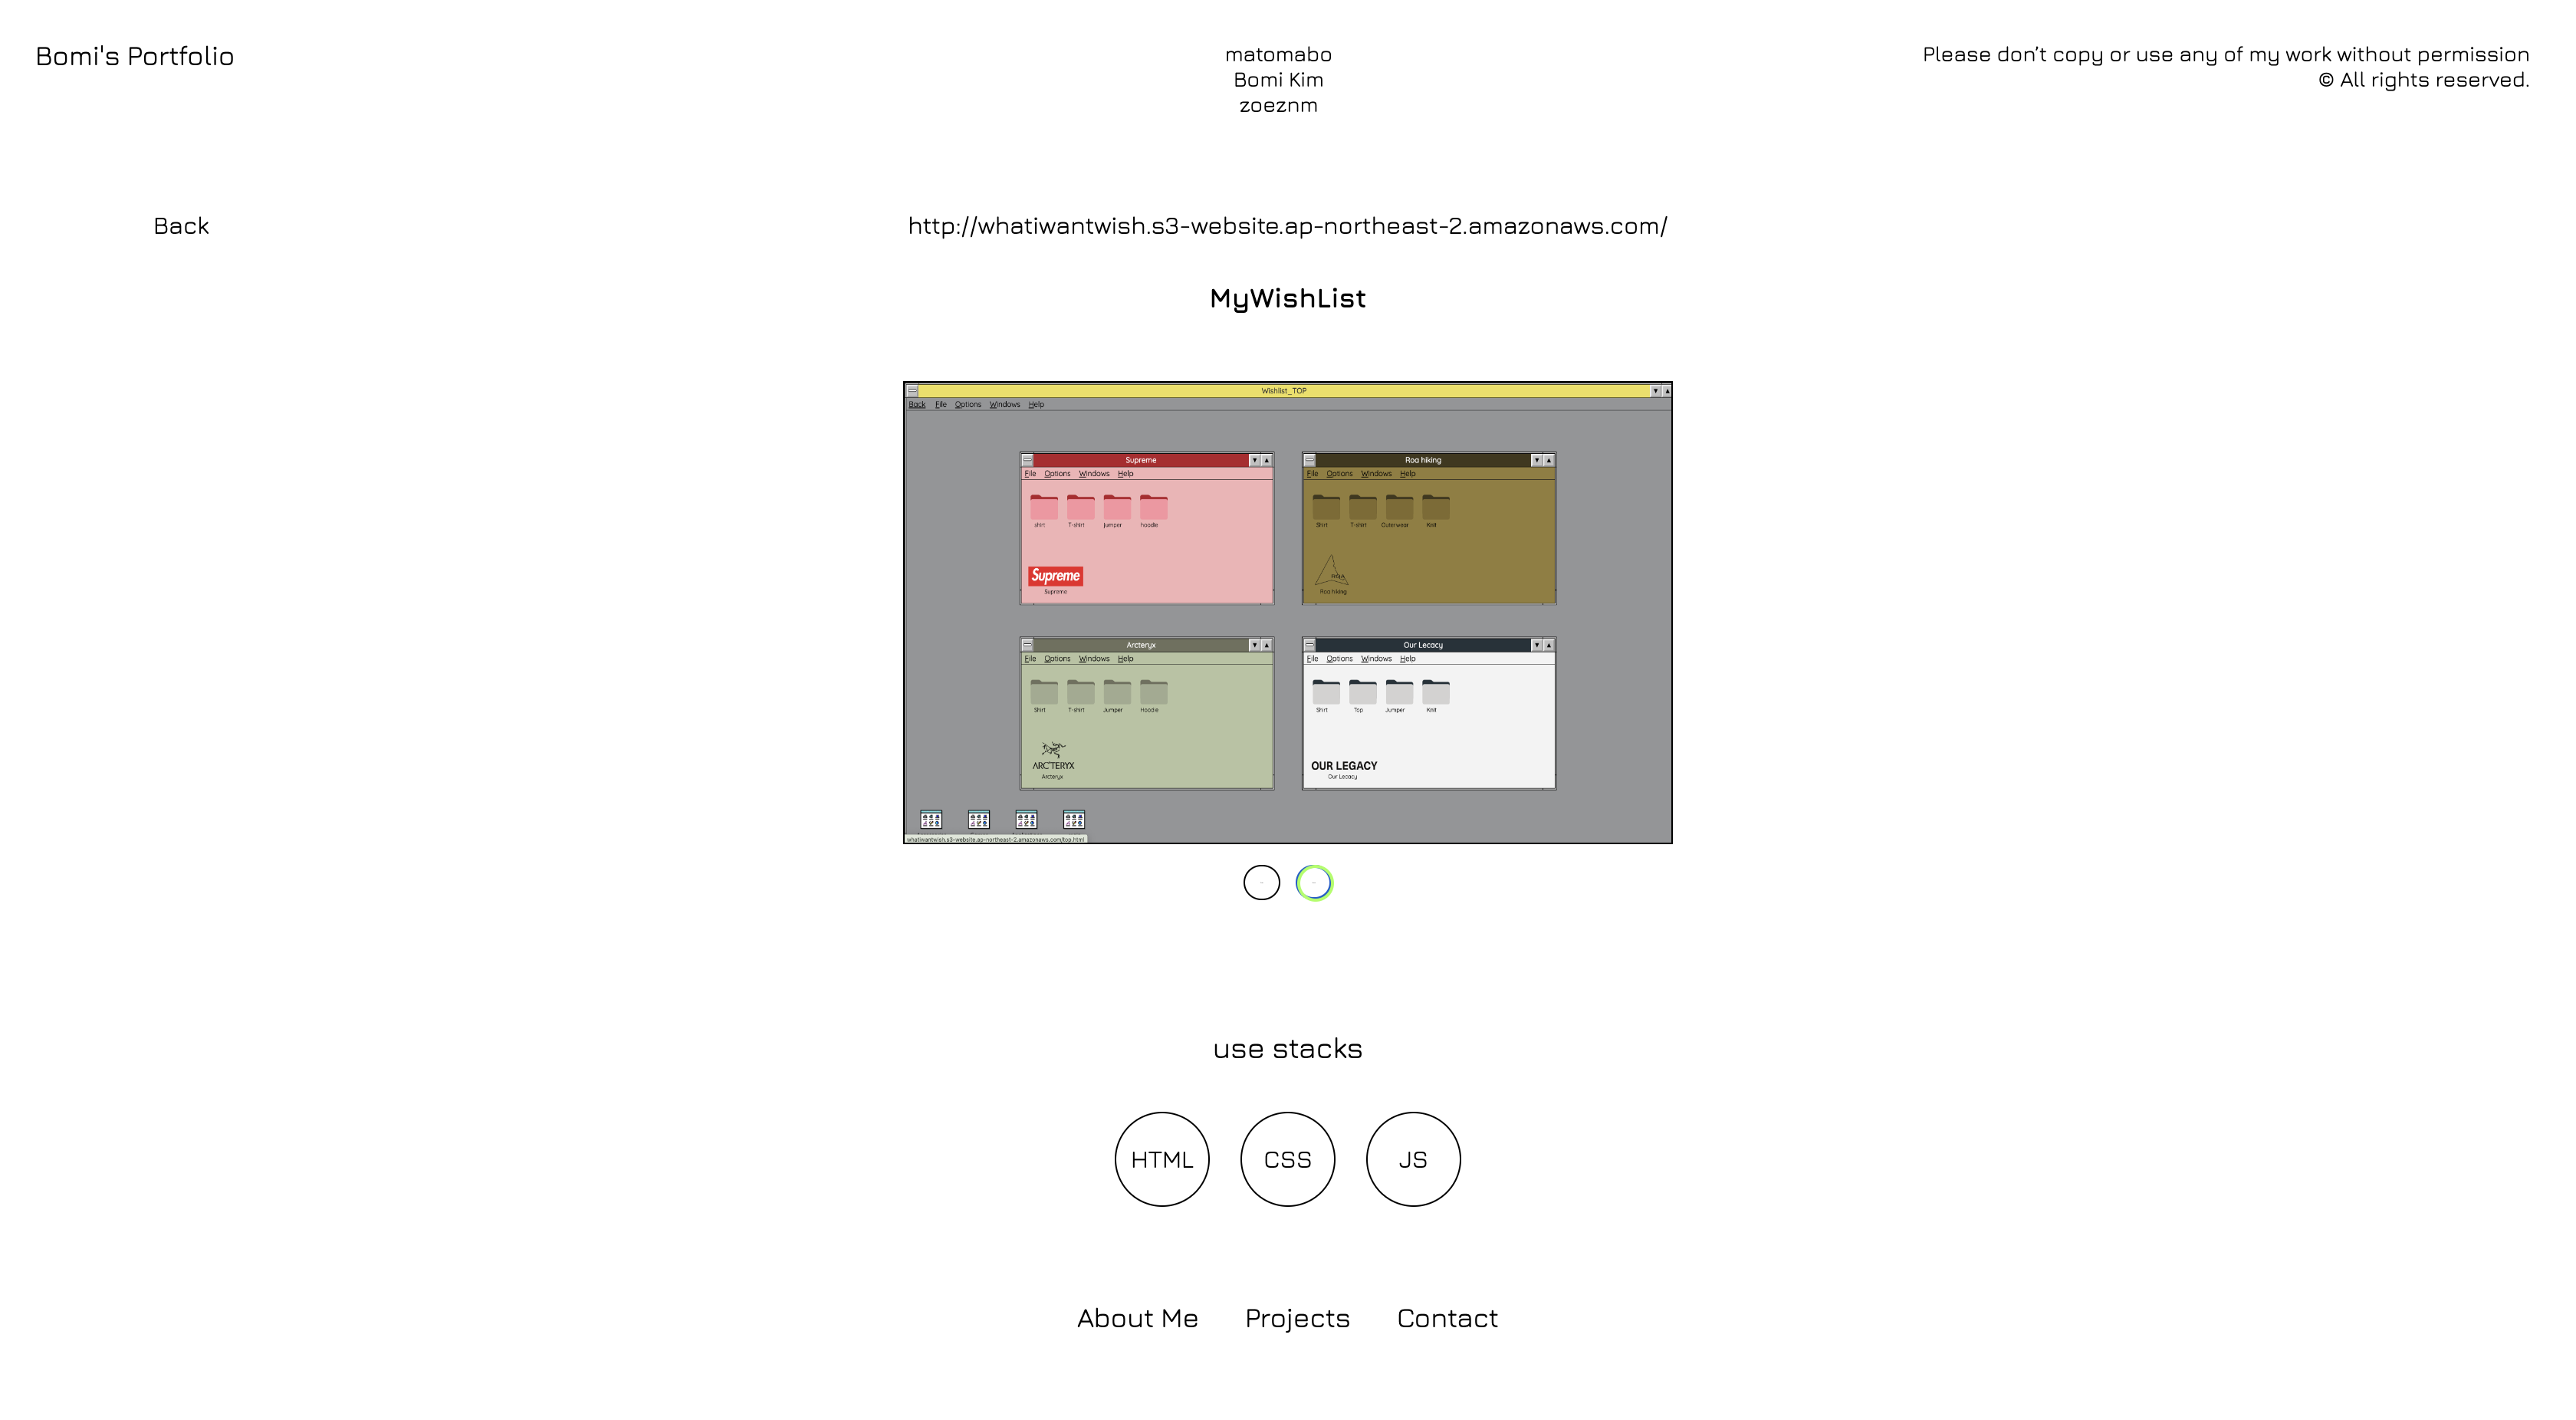 Bomi's Portfolio
matomabo
Bomi Kim
zoeznm
Please don't copy or use any of my work without permission
© All rights reserved.
Back
http://whatiwantwish.s3-website.ap-northeast-2.amazonaws.com/
MyWishList
Wishlist_TOP
Back File Options Windows Help
Supreme
File Options Windows Help
shirt T-shirt jumper hoodie
Supreme
Supreme
Roa hiking
File Options Windows Help
Shirt T-shirt Outerwear Knit
ROA
Roa hiking
Arcteryx
File Options Windows Help
Shirt T-shirt Jumper Hoodie
ARC'TERYX
Arcteryx
Our Lecacy
File Options Windows Help
Shirt Top Jumper Knit
OUR LEGACY
Our Lecacy
whatiwantwish.s3-website.ap-northeast-2.amazonaws.com/top.html
use stacks
HTML CSS JS
About Me Projects Contact